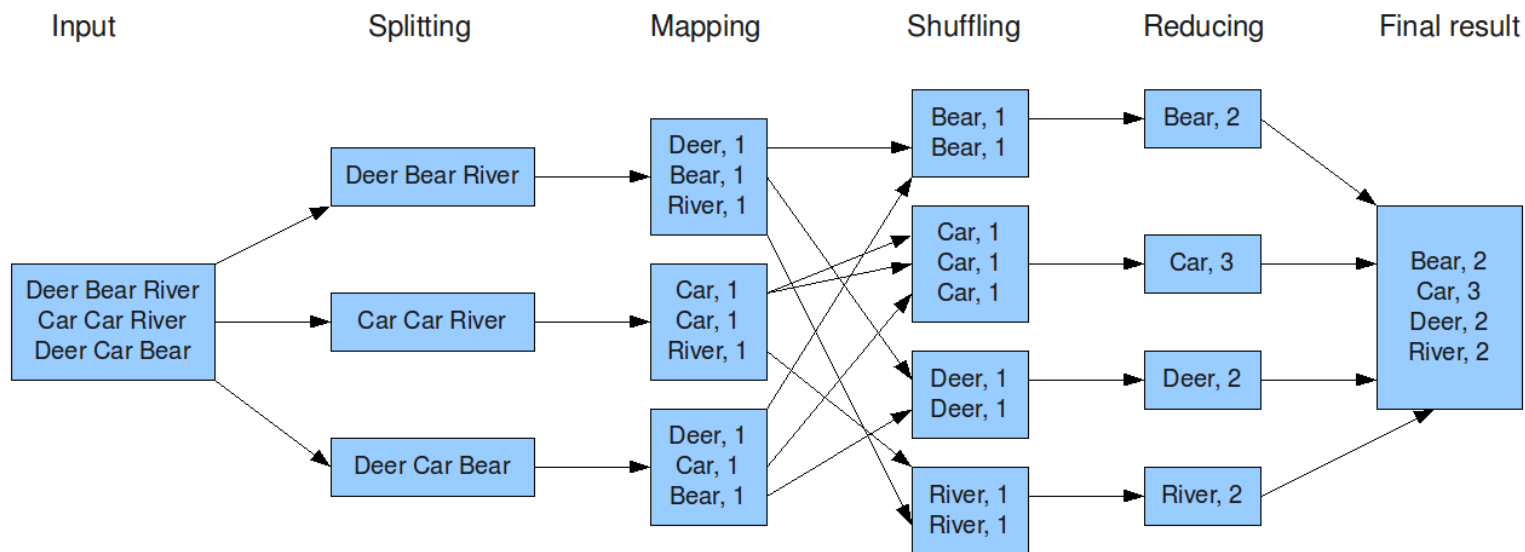 Input
Splitting
Mapping
Shuffling
Reducing
Final result
Deer Bear River
Car Car River
Deer Car Bear
Deer Bear River
Car Car River
Deer Car Bear
Deer, 1
Bear, 1
River, 1
Car, 1
Car, 1
River, 1
Deer, 1
Car, 1
Bear, 1
Bear, 1
Bear, 1
Car, 1
Car, 1
Car, 1
Deer, 1
Deer, 1
River, 1
River, 1
Bear, 2
Car, 3
Deer, 2
River, 2
Bear, 2
Car, 3
Deer, 2
River, 2